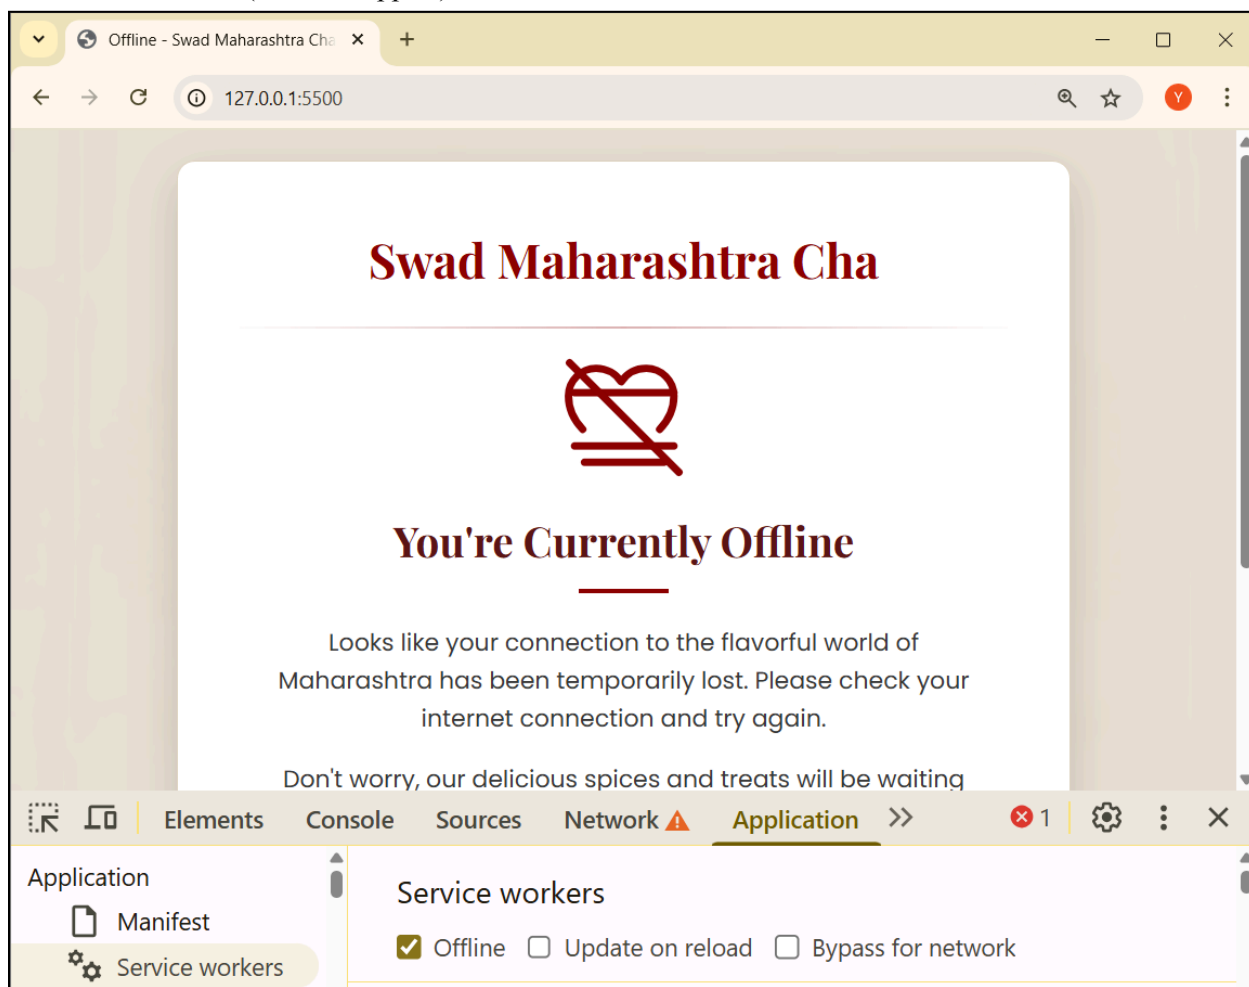 Offline - Swad Maharashtra Cha
127.0.0.1:5500
Y
Swad Maharashtra Cha
You're Currently Offline
Looks like your connection to the flavorful world of
Maharashtra has been temporarily lost. Please check your
internet connection and try again.
Don't worry, our delicious spices and treats will be waiting
Elements Console Sources Network Application 1
Application
Manifest
Service workers
Service workers
Offline Update on reload Bypass for network